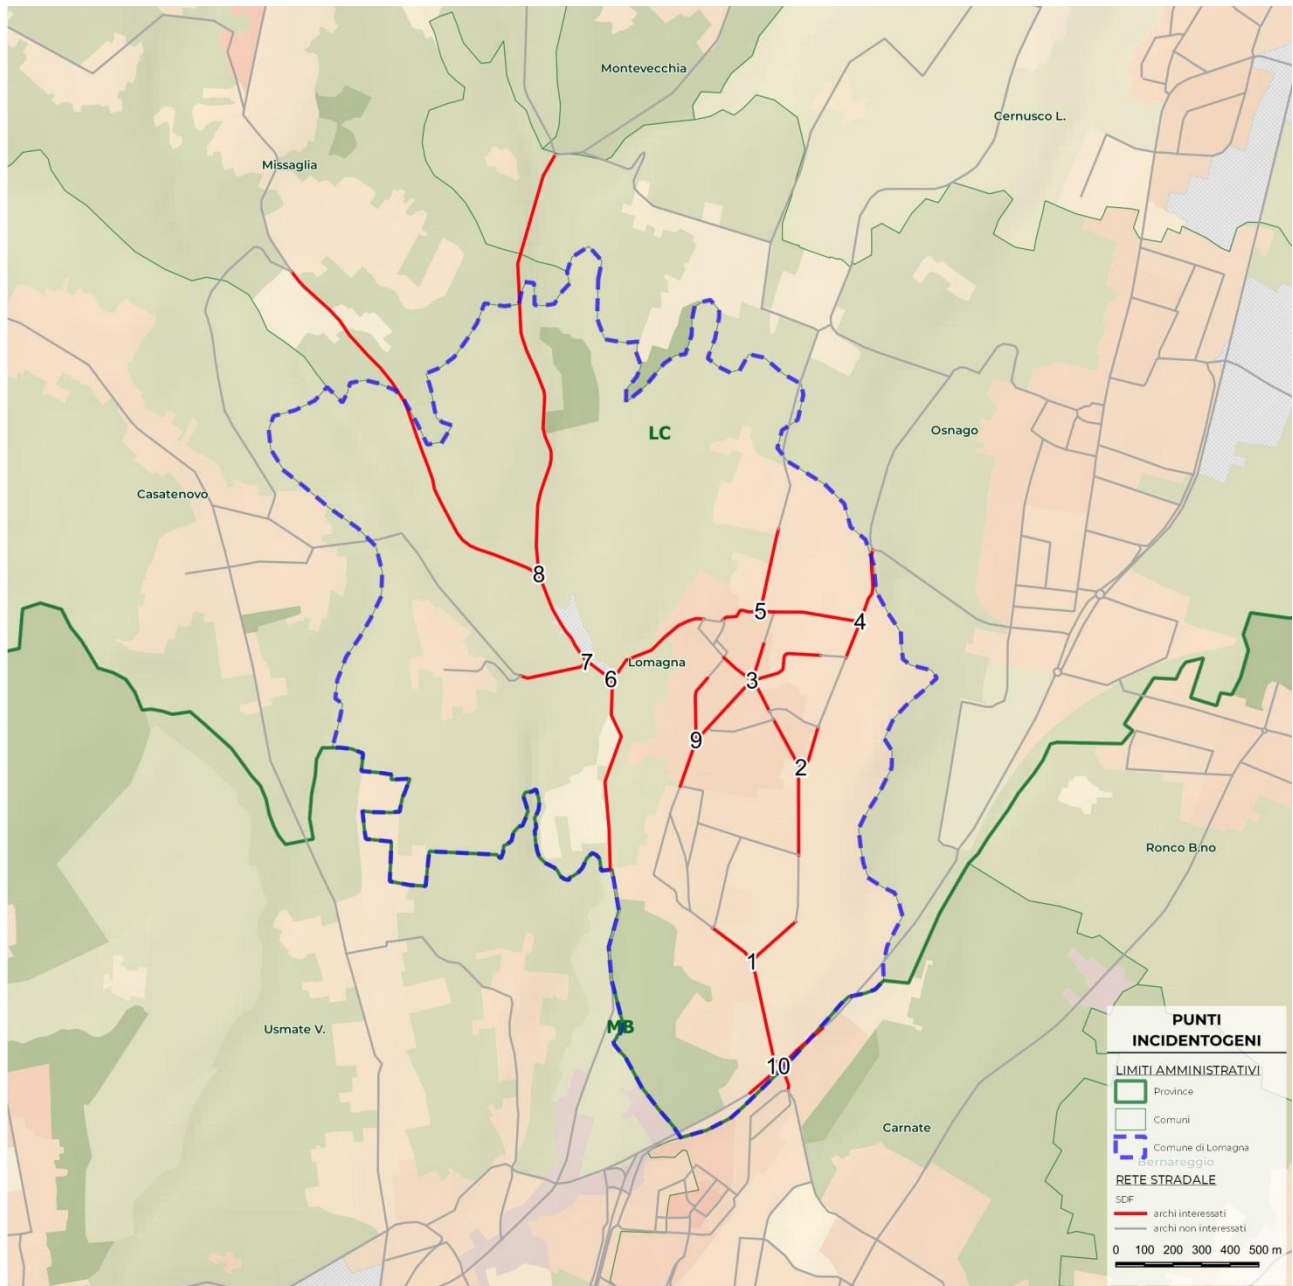 Montevecchia
Cernusco L.
Missaglia
LC
Osnago
Casatenovo
8
5
4
7
Lomagna
6
3
9
2
Ronco B.no
1
MB
Usmate V.
10
Carnate
PUNTI
INCIDENTOGENI
LIMITI AMMINISTRATIVI
Province
Comuni
Comune di Lomagna
Bernareggio
RETE STRADALE
SDF
archi interessati
archi non interessati
0 100 200 300 400 500 m